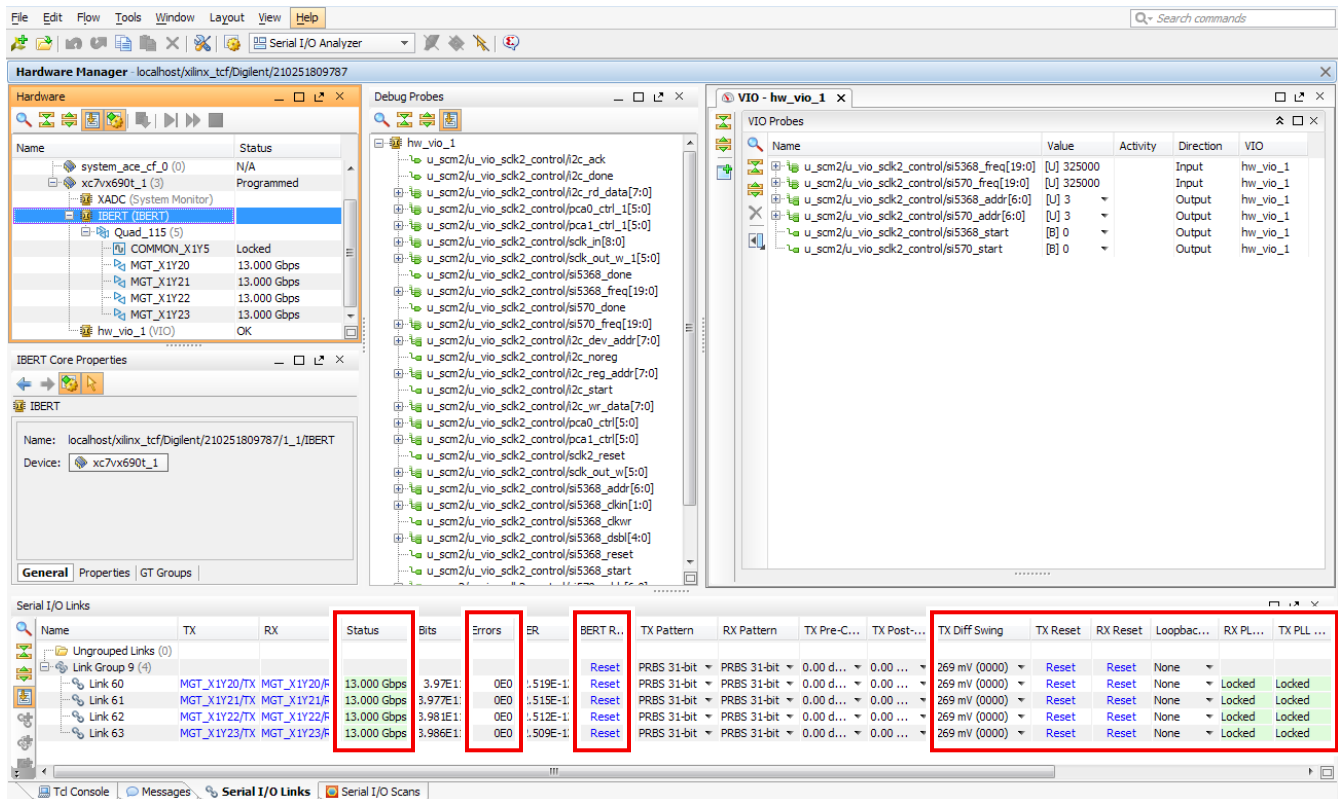 File Edit Flow Tools Window Layout View Help
Search commands
Serial I/O Analyzer
Hardware Manager - localhost/xilinx_tcf/Digilent/210251809787
Hardware
Name Status
system_ace_cf_0 (0) N/A
xc7vx690t_1 (3) Programmed
XADC (System Monitor)
IBERT (IBERT)
Quad_115 (5)
COMMON_X1Y5 Locked
MGT_X1Y20 13.000 Gbps
MGT_X1Y21 13.000 Gbps
MGT_X1Y22 13.000 Gbps
MGT_X1Y23 13.000 Gbps
hw_vio_1 (VIO) OK
IBERT Core Properties
IBERT
Name: localhost/xilinx_tcf/Digilent/210251809787/1_1/IBERT
Device: xc7vx690t_1
General Properties GT Groups
Debug Probes
hw_vio_1
u_scm2/u_vio_sclk2_control/i2c_ack
u_scm2/u_vio_sclk2_control/i2c_done
u_scm2/u_vio_sclk2_control/i2c_rd_data[7:0]
u_scm2/u_vio_sclk2_control/pca0_ctrl_1[5:0]
u_scm2/u_vio_sclk2_control/pca1_ctrl_1[5:0]
u_scm2/u_vio_sclk2_control/sclk_in[8:0]
u_scm2/u_vio_sclk2_control/sclk_out_w_1[5:0]
u_scm2/u_vio_sclk2_control/si5368_done
u_scm2/u_vio_sclk2_control/si5368_freq[19:0]
u_scm2/u_vio_sclk2_control/si570_done
u_scm2/u_vio_sclk2_control/si570_freq[19:0]
u_scm2/u_vio_sclk2_control/i2c_dev_addr[7:0]
u_scm2/u_vio_sclk2_control/i2c_noreg
u_scm2/u_vio_sclk2_control/i2c_reg_addr[7:0]
u_scm2/u_vio_sclk2_control/i2c_start
u_scm2/u_vio_sclk2_control/i2c_wr_data[7:0]
u_scm2/u_vio_sclk2_control/pca0_ctrl[5:0]
u_scm2/u_vio_sclk2_control/pca1_ctrl[5:0]
u_scm2/u_vio_sclk2_control/sclk2_reset
u_scm2/u_vio_sclk2_control/sclk_out_w[5:0]
u_scm2/u_vio_sclk2_control/si5368_addr[6:0]
u_scm2/u_vio_sclk2_control/si5368_clkin[1:0]
u_scm2/u_vio_sclk2_control/si5368_clkwr
u_scm2/u_vio_sclk2_control/si5368_dsbl[4:0]
u_scm2/u_vio_sclk2_control/si5368_reset
u_scm2/u_vio_sclk2_control/si5368_start
VIO - hw_vio_1
VIO Probes
Name Value Activity Direction VIO
u_scm2/u_vio_sclk2_control/si5368_freq[19:0] [U] 325000 Input hw_vio_1
u_scm2/u_vio_sclk2_control/si570_freq[19:0] [U] 325000 Input hw_vio_1
u_scm2/u_vio_sclk2_control/si5368_addr[6:0] [U] 3 Output hw_vio_1
u_scm2/u_vio_sclk2_control/si570_addr[6:0] [U] 3 Output hw_vio_1
u_scm2/u_vio_sclk2_control/si5368_start [B] 0 Output hw_vio_1
u_scm2/u_vio_sclk2_control/si570_start [B] 0 Output hw_vio_1
Serial I/O Links
Name TX RX Status Bits Errors ER BERT R... TX Pattern RX Pattern TX Pre-C... TX Post-... TX Diff Swing TX Reset RX Reset Loopbac... RX PL... TX PLL
Ungrouped Links (0)
Link Group 9 (4) Reset PRBS 31-bit PRBS 31-bit 0.00 d... 0.00 ... 269 mV (0000) Reset Reset None
Link 60 MGT_X1Y20/TX MGT_X1Y20/R 13.000 Gbps 3.97E1 0E0 .519E-1 Reset PRBS 31-bit PRBS 31-bit 0.00 d... 0.00 ... 269 mV (0000) Reset Reset None Locked Locked
Link 61 MGT_X1Y21/TX MGT_X1Y21/R 13.000 Gbps 3.977E1 0E0 .515E-1 Reset PRBS 31-bit PRBS 31-bit 0.00 d... 0.00 ... 269 mV (0000) Reset Reset None Locked Locked
Link 62 MGT_X1Y22/TX MGT_X1Y22/R 13.000 Gbps 3.981E1 0E0 .512E-1 Reset PRBS 31-bit PRBS 31-bit 0.00 d... 0.00 ... 269 mV (0000) Reset Reset None Locked Locked
Link 63 MGT_X1Y23/TX MGT_X1Y23/R 13.000 Gbps 3.986E1 0E0 .509E-1 Reset PRBS 31-bit PRBS 31-bit 0.00 d... 0.00 ... 269 mV (0000) Reset Reset None Locked Locked
Tcl Console Messages Serial I/O Links Serial I/O Scans